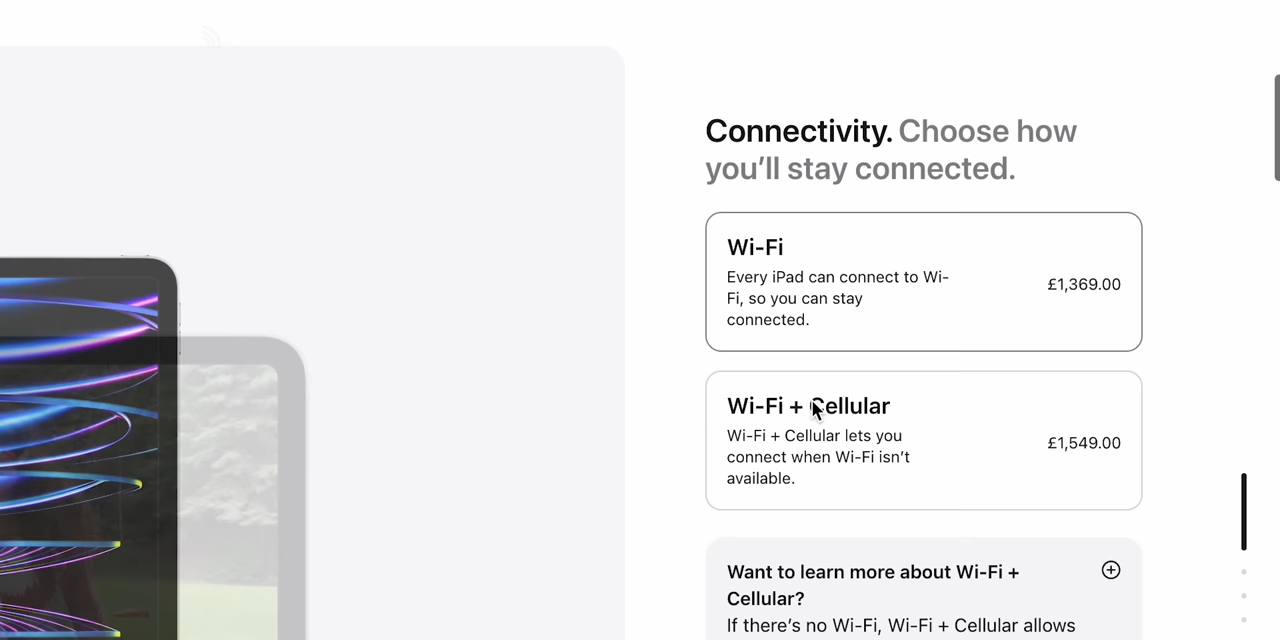 Connectivity. Choose how
you’ll stay connected.
Wi-Fi
Every iPad can connect to Wi-
Fi, so you can stay
connected.
£1,369.00
Wi-Fi + Cellular
Wi-Fi + Cellular lets you
connect when Wi-Fi isn’t
available.
£1,549.00
Want to learn more about Wi-Fi +
Cellular?
If there’s no Wi-Fi, Wi-Fi + Cellular allows